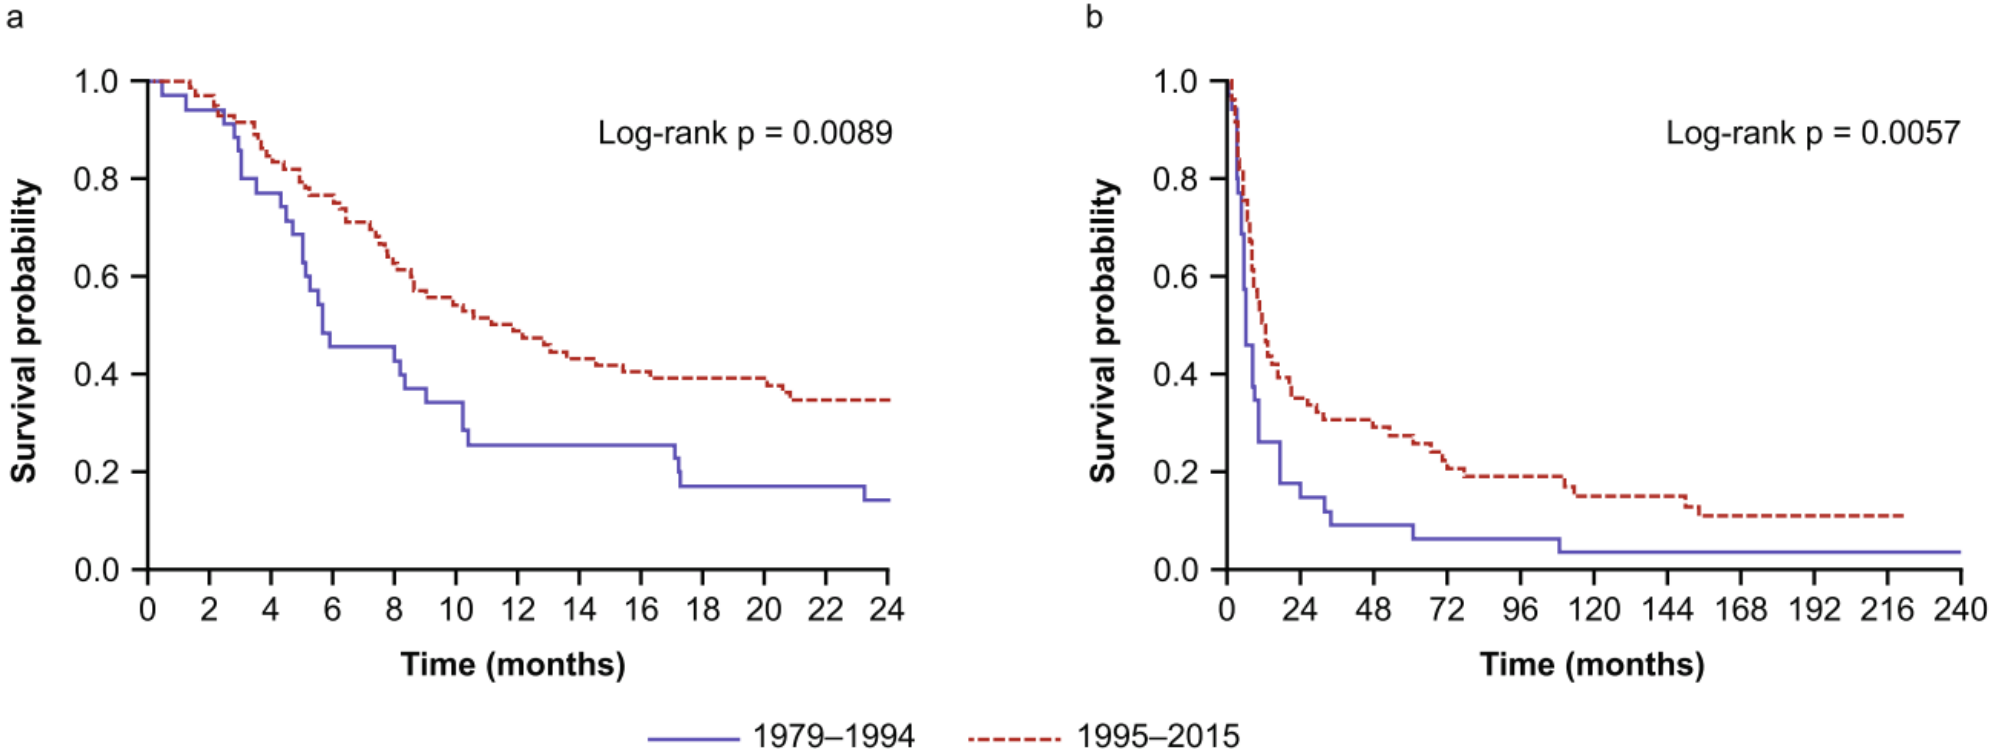 a
Survival probability
1.0
0.8
0.6
0.4
0.2
0.0
Log-rank p = 0.0089
0 2 4 6 8 10 12 14 16 18 20 22 24
Time (months)
b
Survival probability
1.0
0.8
0.6
0.4
0.2
0.0
Log-rank p = 0.0057
0 24 48 72 96 120 144 168 192 216 240
Time (months)
1979–1994 1995–2015